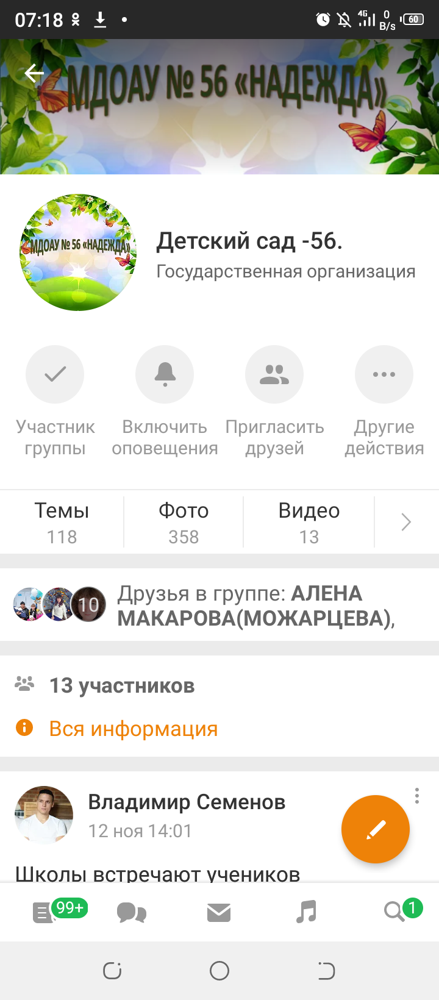 07:18
4G
0
B/s
60
МДОАУ № 56 «НАДЕЖДА»
МДОАУ № 56 «НАДЕЖДА»
Детский сад -56.
Государственная организация
Участник
группы
Включить
оповещения
Пригласить
друзей
Другие
действия
Темы
118
Фото
358
Видео
13
10
Друзья в группе: АЛЕНА
МАКАРОВА(МОЖАРЦЕВА),
13 участников
Вся информация
Владимир Семенов
12 ноя 14:01
Школы встречают учеников
99+
1